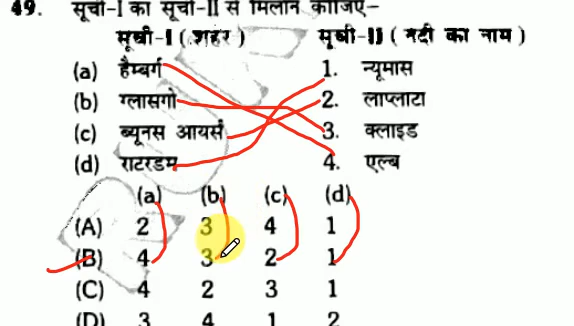 49. सूची-I का सूची-II से मिलान कीजिए-
सूची-I ( शहर ) सूची-II ( नदी का नाम )
(a) हैम्बर्ग 1. न्यूमास
(b) ग्लासगो 2. लाप्लाटा
(c) ब्यूनस आयर्स 3. क्लाइड
(d) राटरडम 4. एल्ब
(a) (b) (c) (d)
(A) 2 3 4 1
(B) 4 3 2 1
(C) 4 2 3 1
(D) 3 4 1 2